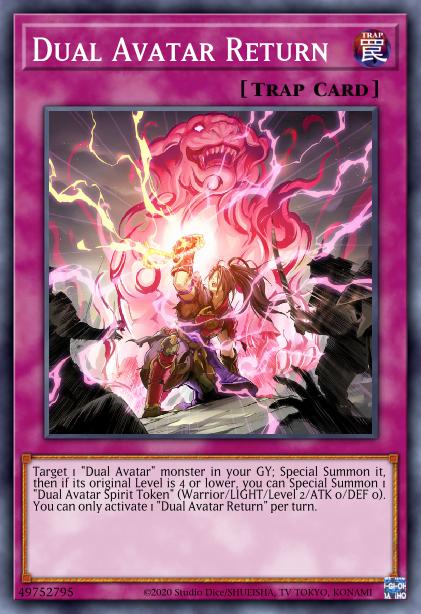 DUAL AVATAR RETURN
TRAP
罠
[TRAP CARD]
Target 1 "Dual Avatar" monster in your GY; Special Summon it,
then if its original Level is 4 or lower, you can Special Summon 1
"Dual Avatar Spirit Token" (Warrior/LIGHT/Level 2/ATK 0/DEF 0).
You can only activate 1 "Dual Avatar Return" per turn.
49752795
©2020 Studio Dice/SHUEISHA, TV TOKYO, KONAMI